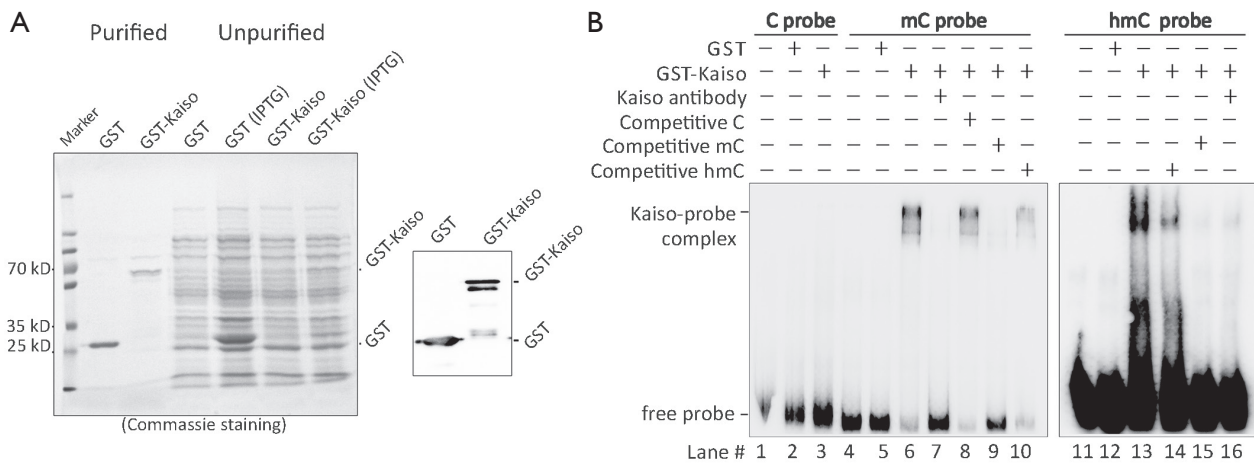 A
Purified Unpurified
Marker
GST
GST-Kaiso
GST
GST (IPTG)
GST-Kaiso
GST-Kaiso (IPTG)
70 kD
35 kD
25 kD
GST-Kaiso
GST
(Commassie staining)
GST
GST-Kaiso
GST-Kaiso
GST
B
C probe mC probe hmC probe
GST − + − − + − − − − − − + − − − −
GST-Kaiso − − + − − + + + + + − − + + + +
Kaiso antibody − − − − − − + − − − − − − − − +
Competitive C − − − − − − − + − − − − − − − −
Competitive mC − − − − − − − − + − − − − − + −
Competitive hmC − − − − − − − − − + − − − + − −
Kaiso-probe
complex
free probe
Lane # 1 2 3 4 5 6 7 8 9 10 11 12 13 14 15 16